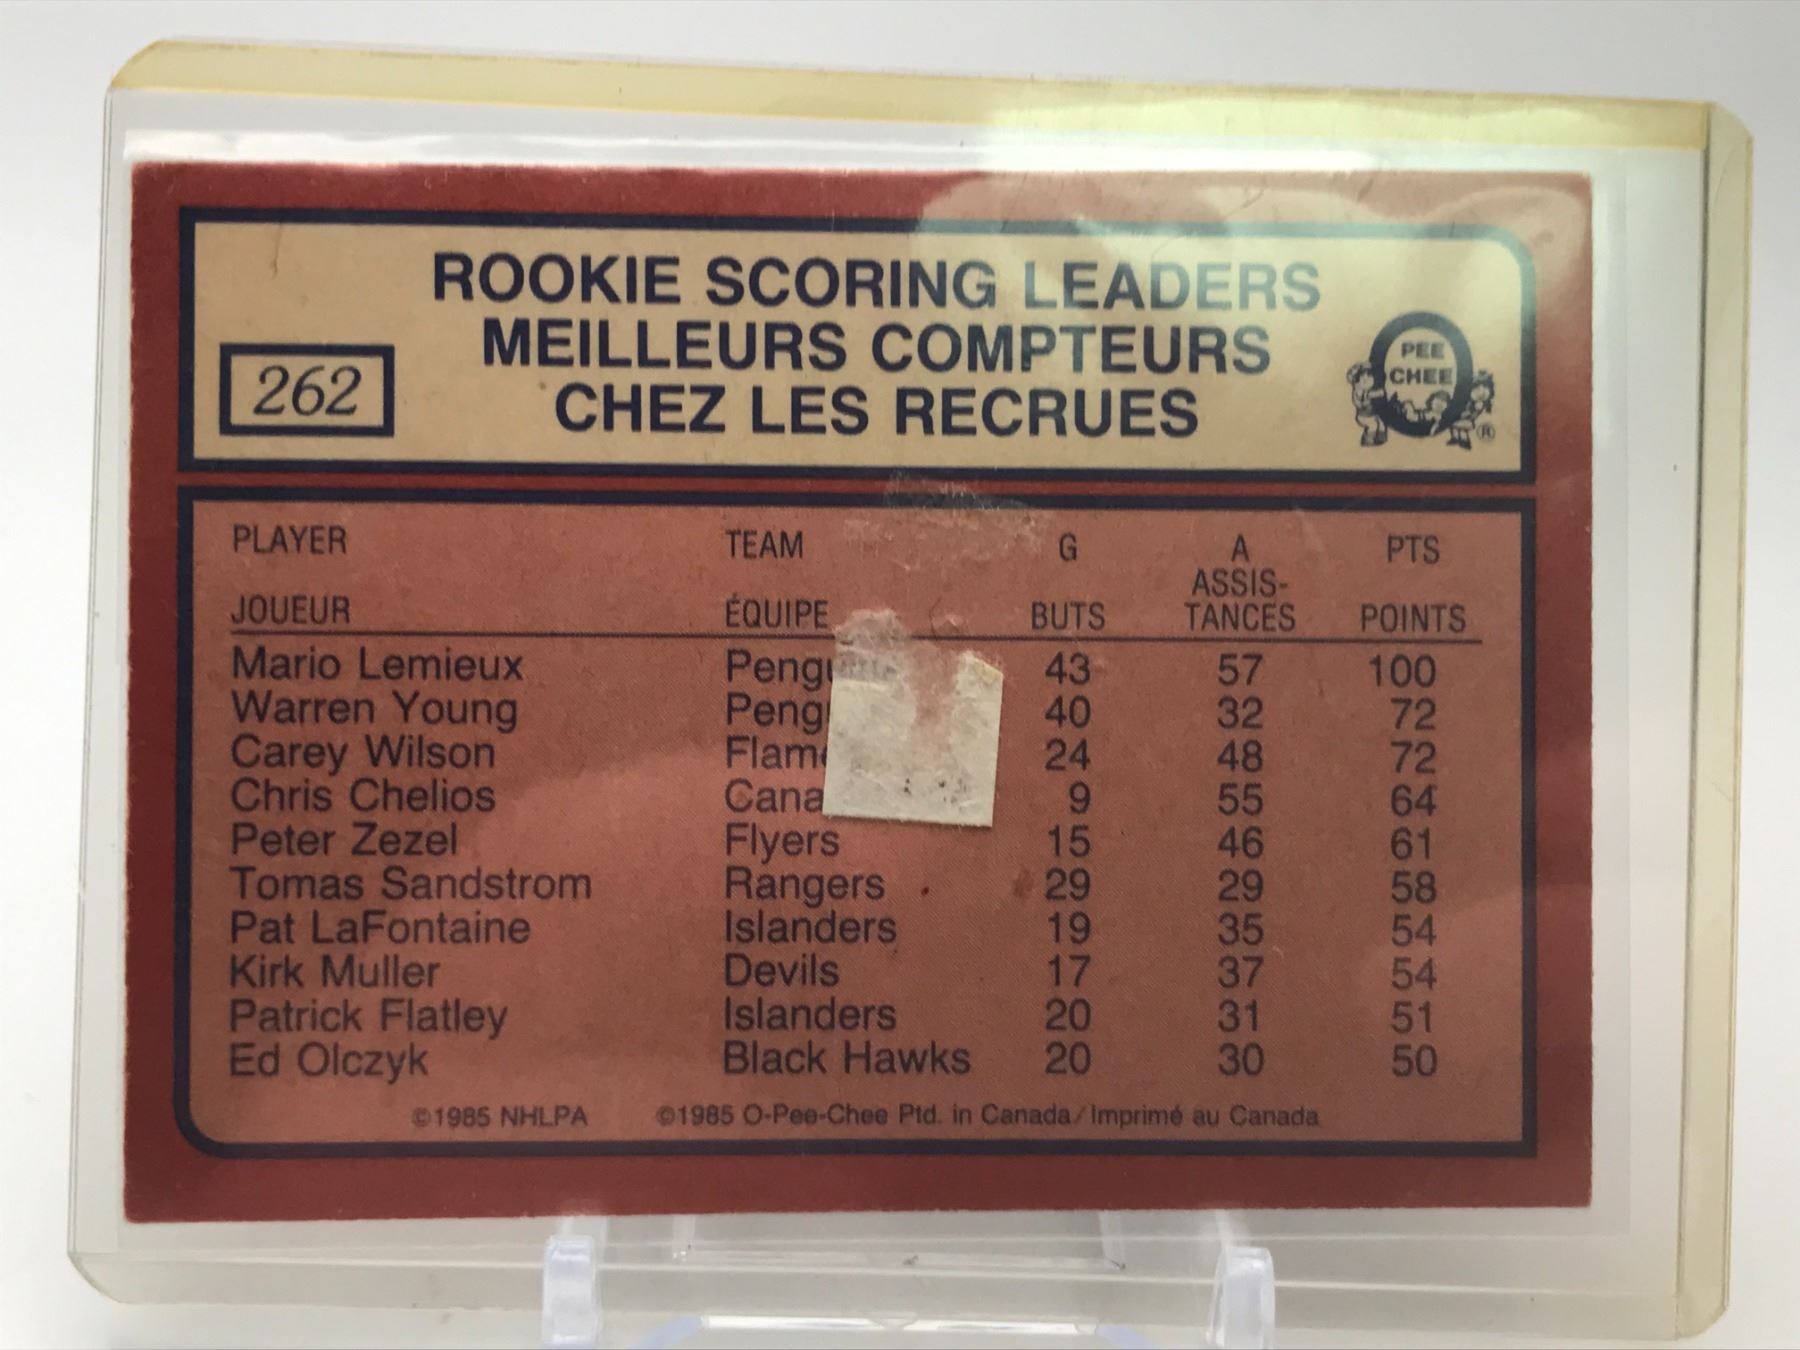 ROOKIE SCORING LEADERS
MEILLEURS COMPTEURS
CHEZ LES RECRUES
262
PEE
CHEE
®
PLAYER TEAM G A PTS
ASSIS-
JOUEUR ÉQUIPE BUTS TANCES POINTS
Mario Lemieux 43 57 100
Warren Young 40 32 72
Carey Wilson 24 48 72
Chris Chelios 9 55 64
Peter Zezel Flyers 15 46 61
Tomas Sandstrom Rangers 29 29 58
Pat LaFontaine Islanders 19 35 54
Kirk Muller Devils 17 37 54
Patrick Flatley Islanders 20 31 51
Ed Olczyk Black Hawks 20 30 50
©1985 NHLPA ©1985 O-Pee-Chee Ptd. in Canada/Imprimé au Canada